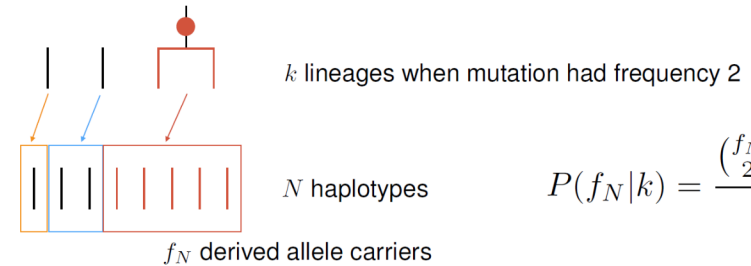 k lineages when mutation had frequency 2
N haplotypes
P(f_N|k) =
f_N derived allele carriers